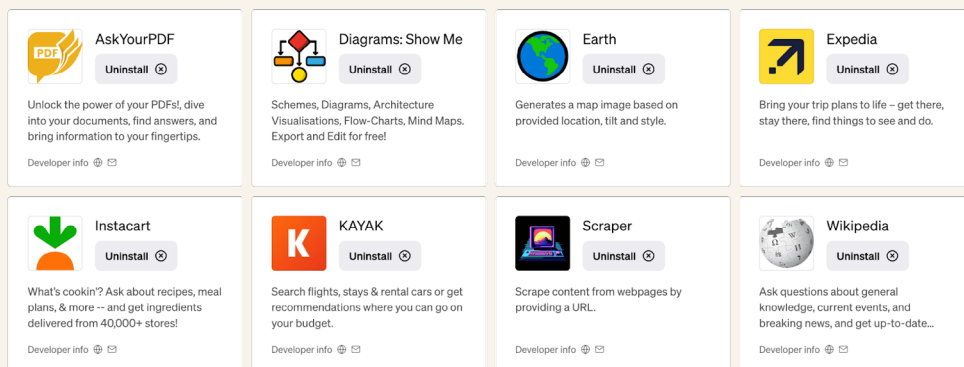 AskYourPDF
PDF
Uninstall
Unlock the power of your PDFs!, dive
into your documents, find answers, and
bring information to your fingertips.
Developer info
Diagrams: Show Me
Uninstall
Schemes, Diagrams, Architecture
Visualisations, Flow-Charts, Mind Maps.
Export and Edit for free!
Developer info
Earth
Uninstall
Generates a map image based on
provided location, tilt and style.
Developer info
Expedia
Uninstall
Bring your trip plans to life – get there,
stay there, find things to see and do.
Developer info
Instacart
Uninstall
What's cookin'? Ask about recipes, meal
plans, & more -- and get ingredients
delivered from 40,000+ stores!
Developer info
K
KAYAK
Uninstall
Search flights, stays & rental cars or get
recommendations where you can go on
your budget.
Developer info
Scraper
Uninstall
Scrape content from webpages by
providing a URL.
Developer info
Wikipedia
Uninstall
Ask questions about general
knowledge, current events, and
breaking news, and get up-to-date...
Developer info